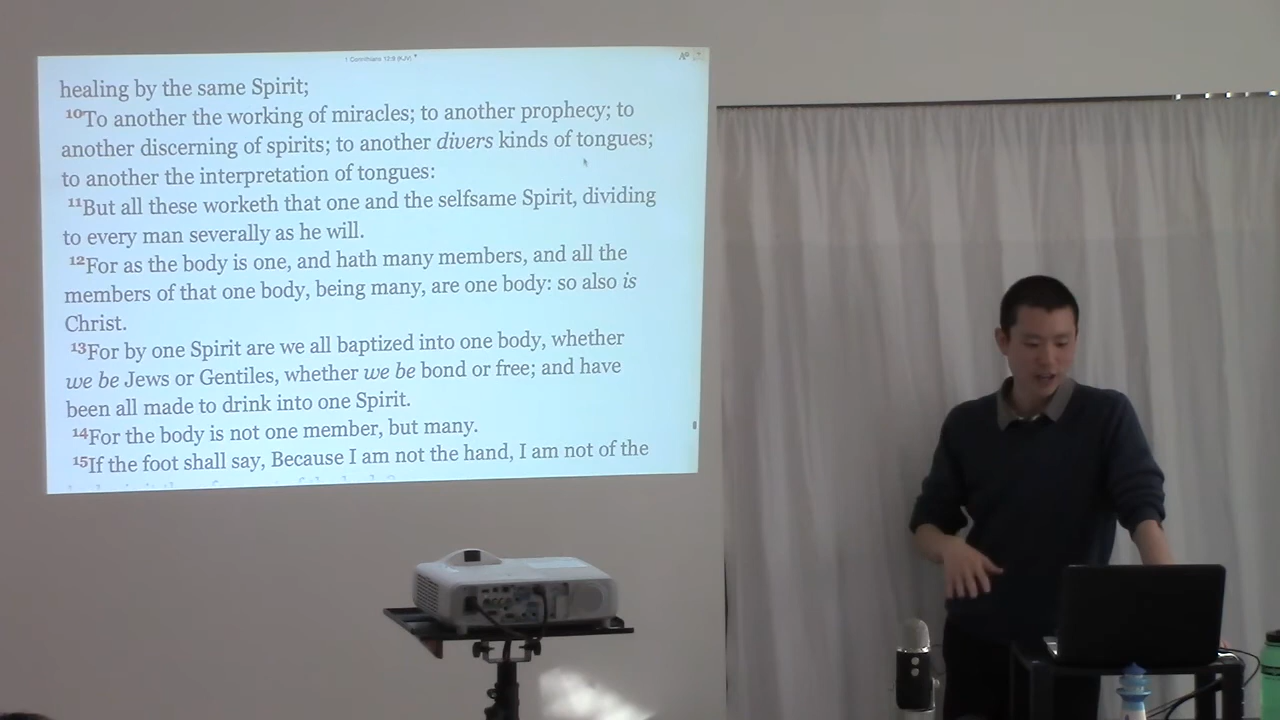 1 Corinthians 12:8 (KJV)
healing by the same Spirit;
10To another the working of miracles; to another prophecy; to
another discerning of spirits; to another divers kinds of tongues;
to another the interpretation of tongues:
11But all these worketh that one and the selfsame Spirit, dividing
to every man severally as he will.
12For as the body is one, and hath many members, and all the
members of that one body, being many, are one body: so also is
Christ.
13For by one Spirit are we all baptized into one body, whether
we be Jews or Gentiles, whether we be bond or free; and have
been all made to drink into one Spirit.
14For the body is not one member, but many.
15If the foot shall say, Because I am not the hand, I am not of the